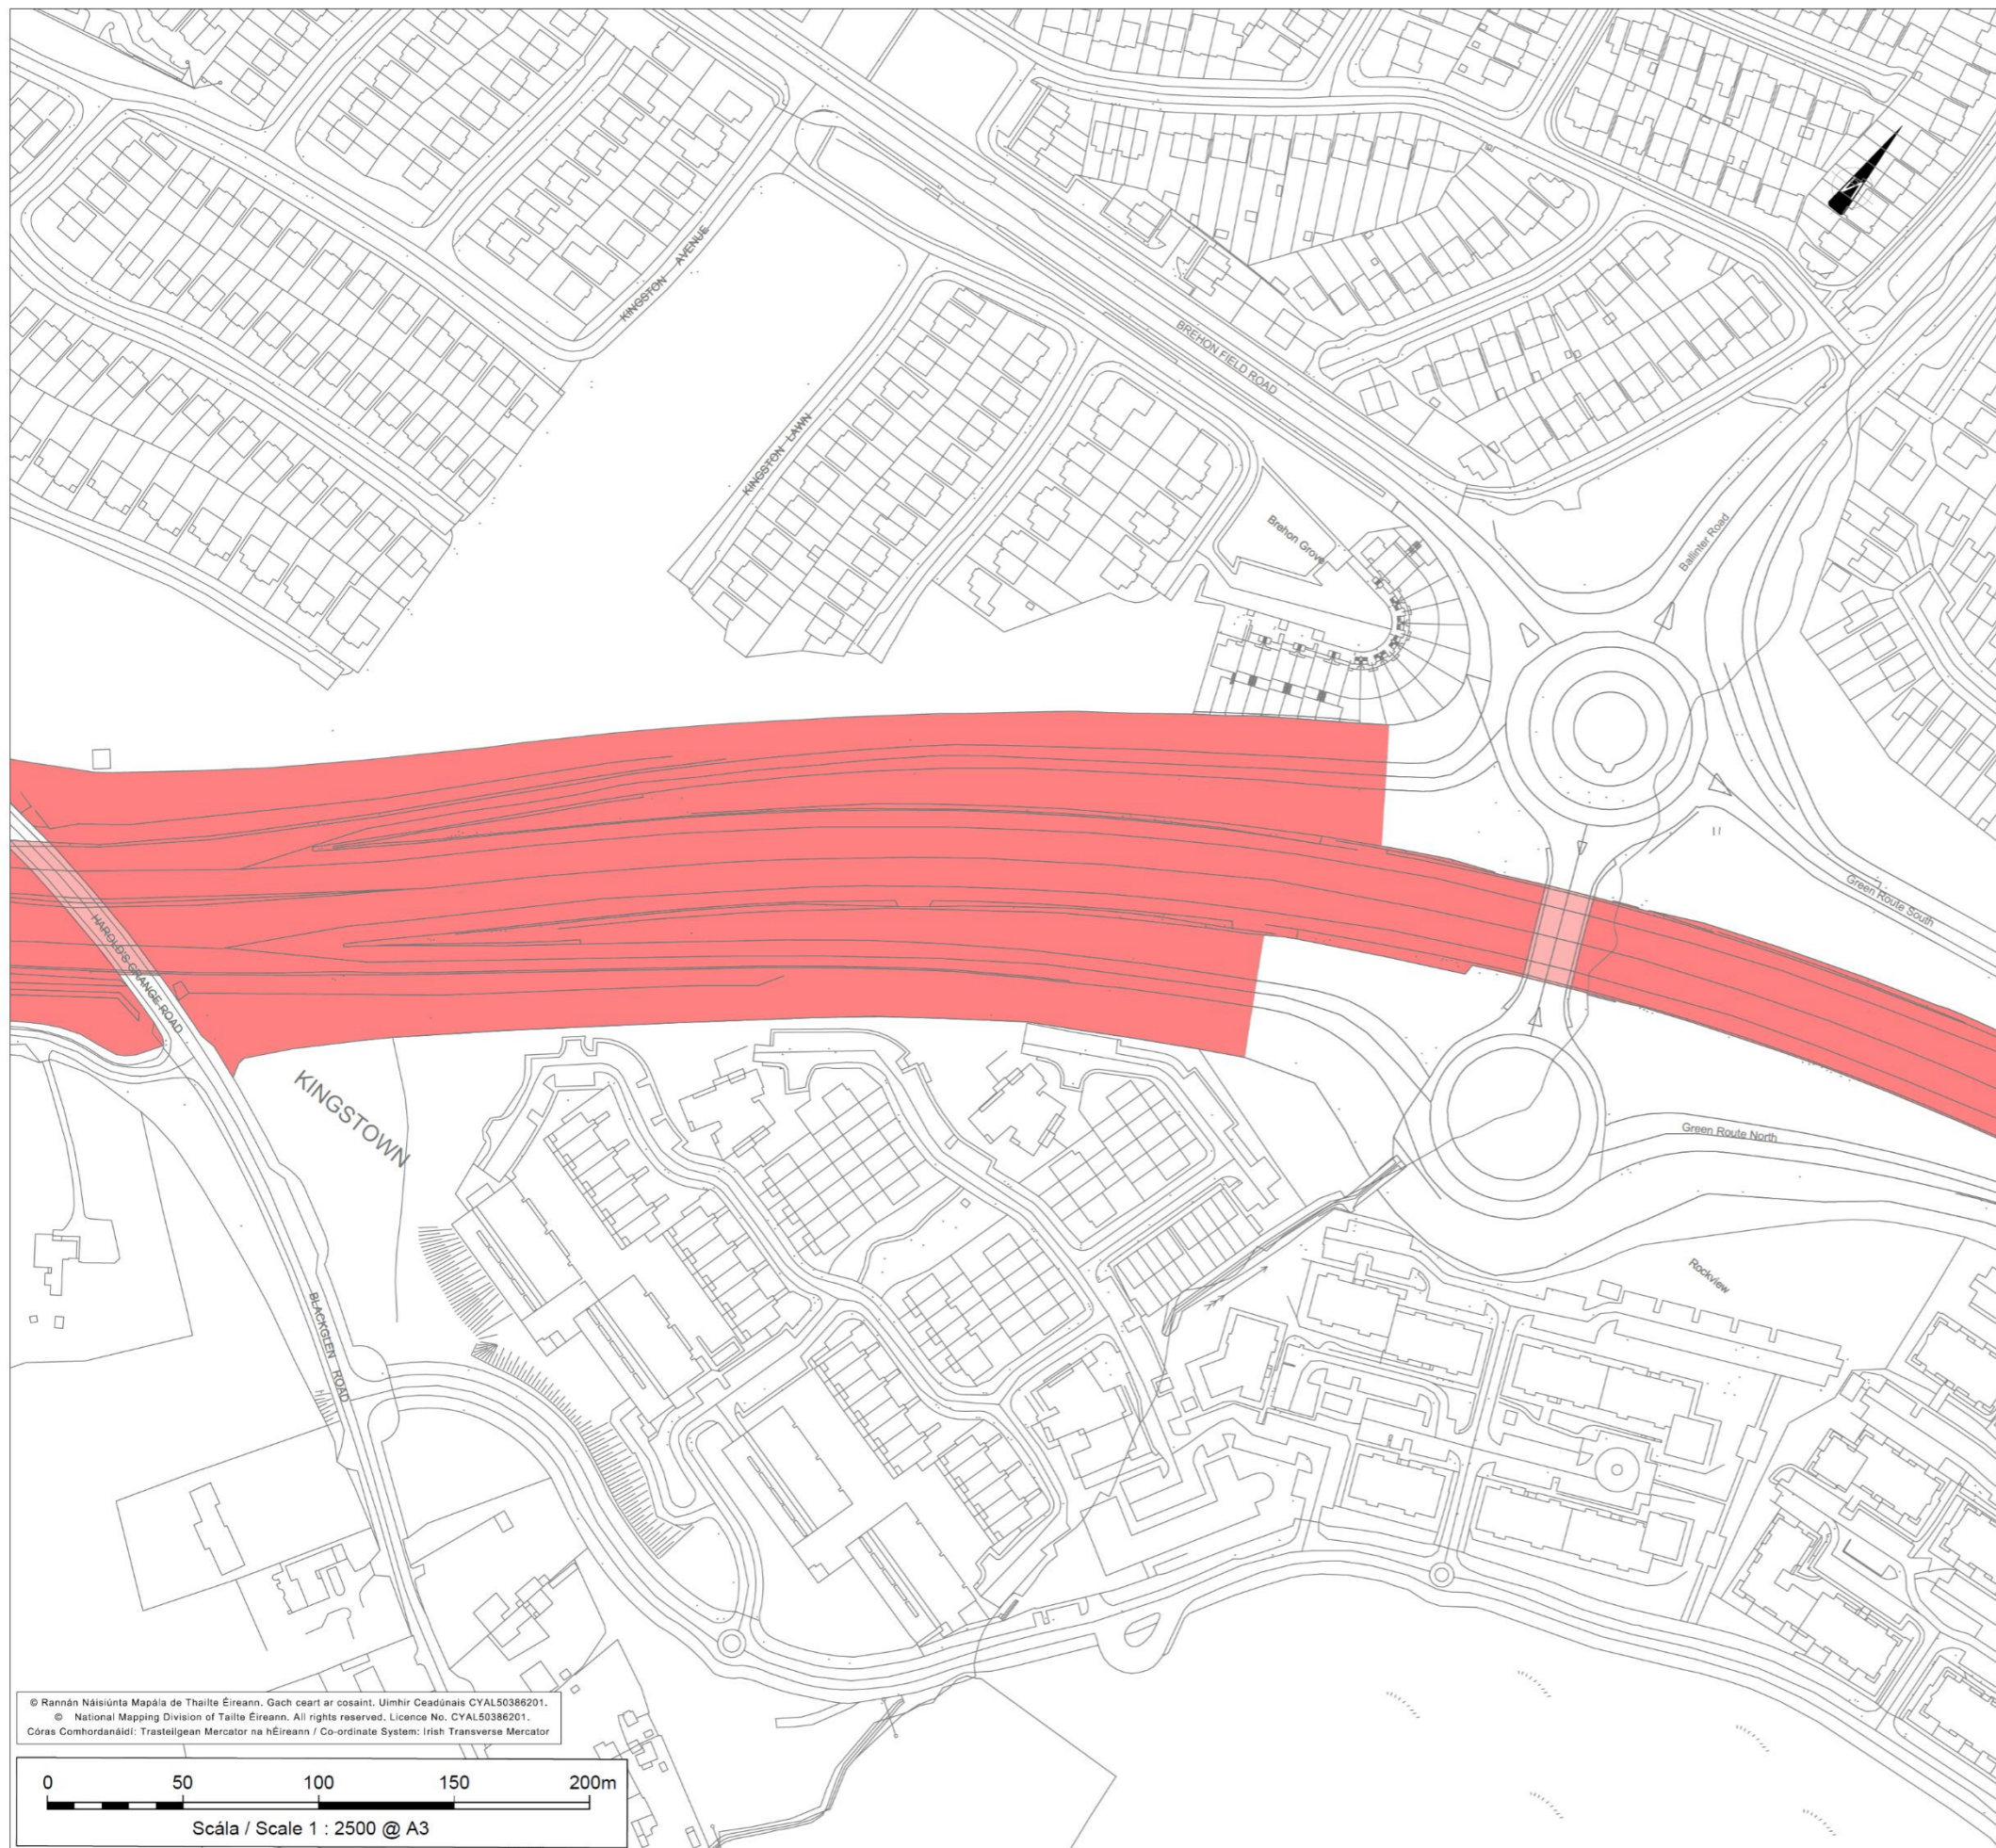 KINGSTON AVENUE
BREHON FIELD ROAD
KINGSTON LAWN
Brehon Grove
Ballinter Road
Green Route South
HAROLD'S GRANGE ROAD
KINGSTOWN
Green Route North
Rockview
BLACKGLEN ROAD
© Rannán Náisiúnta Mapála de Thailte Éireann. Gach ceart ar cosaint. Uimhir Ceadúnais CYAL50386201.
© National Mapping Division of Tailte Éireann. All rights reserved. Licence No. CYAL50386201.
Córas Comhordanáidí: Trasteilgean Mercator na hÉireann / Co-ordinate System: Irish Transverse Mercator
0 50 100 150 200m
Scála / Scale 1 : 2500 @ A3
N